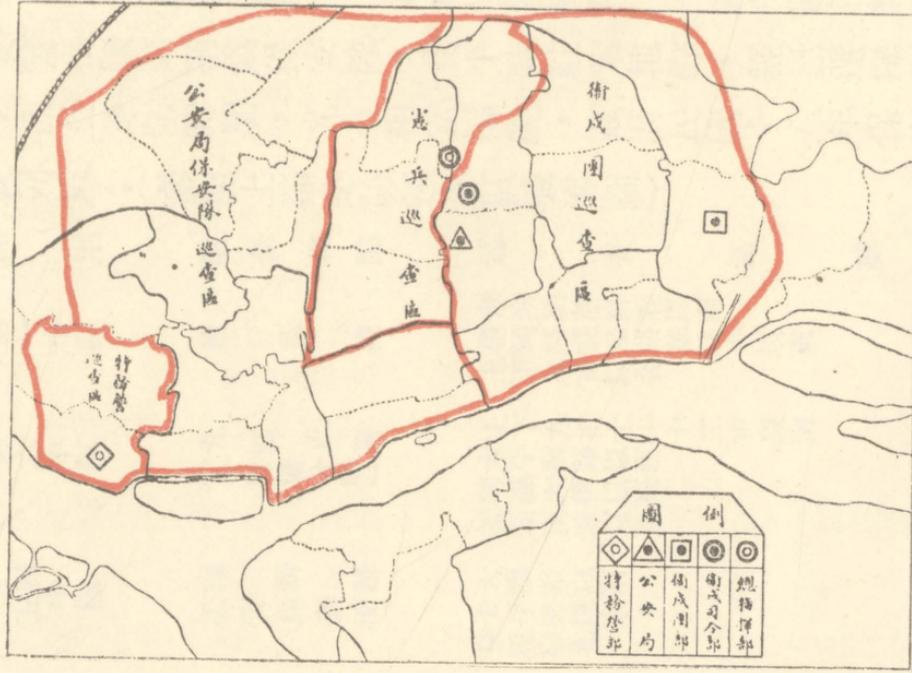 公安局保安隊巡查區
憲兵巡查區
衛戍團巡查區
特務營
巡查區
圖例
總指揮部
衛戍司令部
衛戍團部
公安局
特務營部